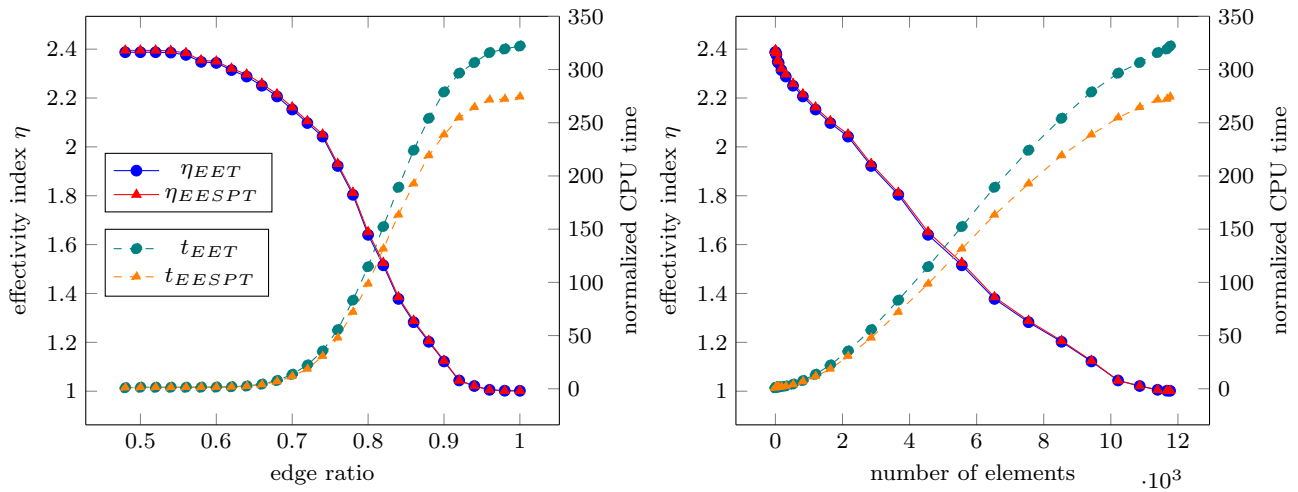 2.4
2.2
2
1.8
1.6
1.4
1.2
1
effectivity index η
350
300
250
200
150
100
50
0
normalized CPU time
η_EET
η_EESPT
t_EET
t_EESPT
0.5 0.6 0.7 0.8 0.9 1
edge ratio
2.4
2.2
2
1.8
1.6
1.4
1.2
1
effectivity index η
350
300
250
200
150
100
50
0
normalized CPU time
0 2 4 6 8 10 12
number of elements
·10³